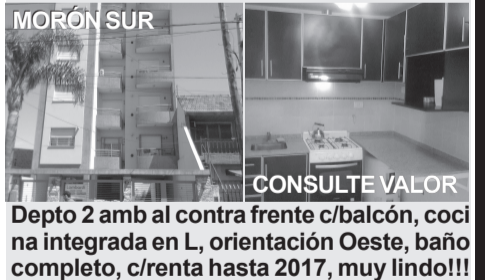 MORÓN SUR
CONSULTE VALOR
Depto 2 amb al contra frente c/balcón, coci
na integrada en L, orientación Oeste, baño
completo, c/renta hasta 2017, muy lindo!!!